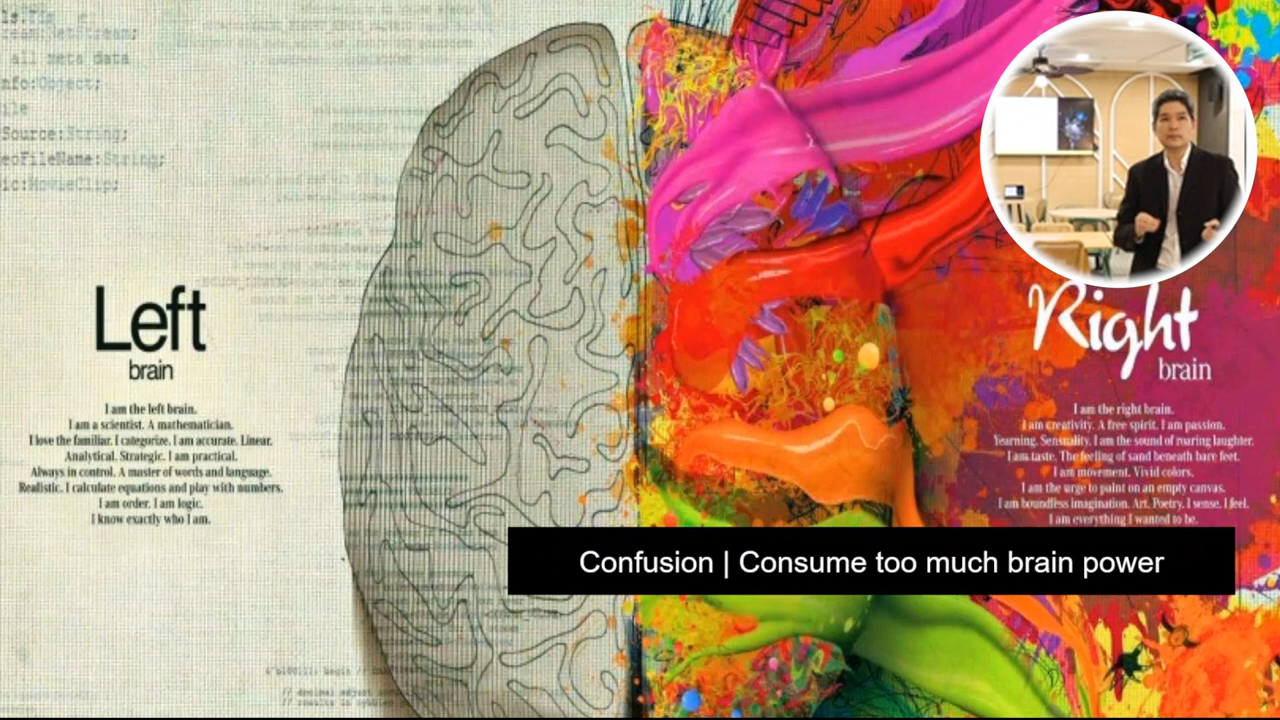 all meta data
Source:String;
Left
brain
I am the left brain.
I am a scientist. A mathematician.
I love the familiar. I categorize. I am accurate. Linear.
Analytical. Strategic. I am practical.
Always in control. A master of words and language.
Realistic. I calculate equations and play with numbers.
I am order. I am logic.
I know exactly who I am.
Right
brain
I am the right brain.
I am creativity. A free spirit. I am passion.
Yearning. Sensuality. I am the sound of roaring laughter.
I am taste. The feeling of sand beneath bare feet.
I am movement. Vivid colors.
I am the urge to paint on an empty canvas.
I am boundless imagination. Art. Poetry. I sense. I feel.
I am everything I wanted to be.
Confusion | Consume too much brain power